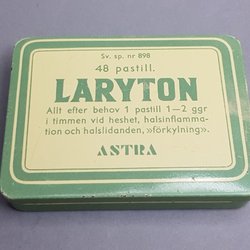 Sv. sp. nr 898
48 pastill.
LARYTON
Allt efter behov 1 pastill 1—2 ggr
i timmen vid heshet, halsinflamma-
tion och halslidanden, »förkylning».
ASTRA